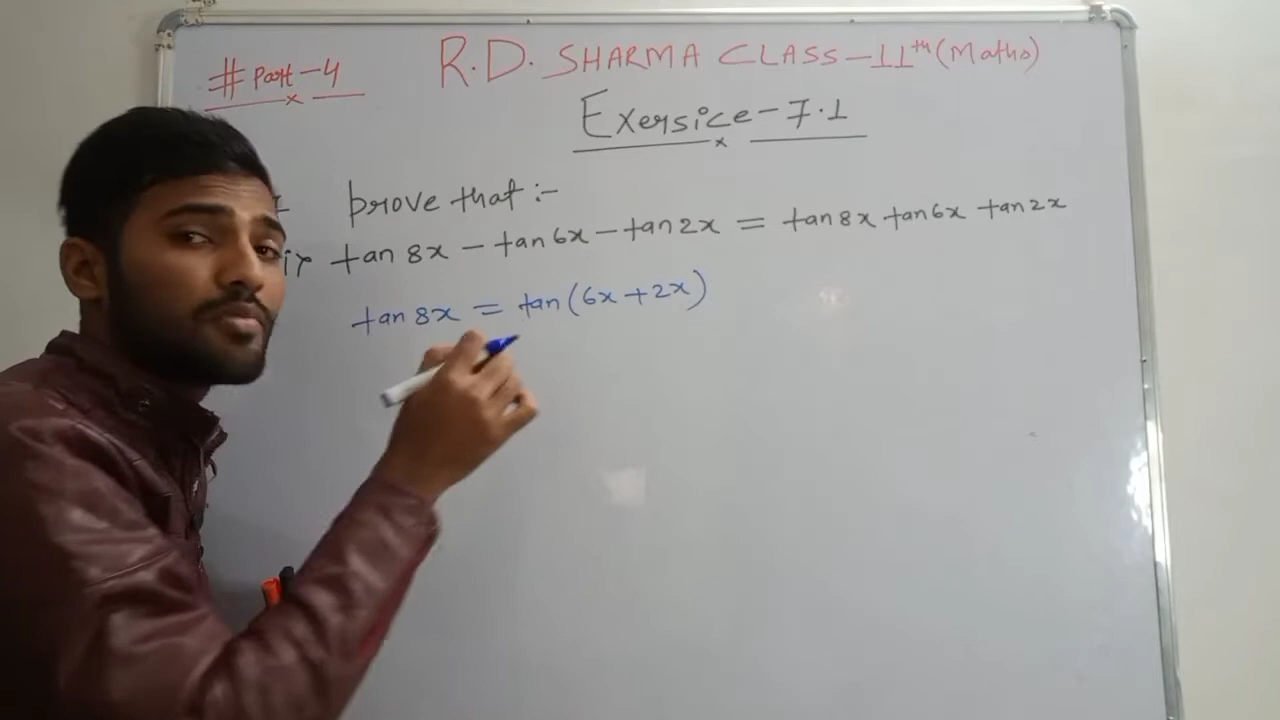 # Part-4
R.D. SHARMA CLASS-11th (Maths)
Exersice-7.1
prove that :-
tan 8x - tan 6x - tan 2x = tan 8x tan 6x tan 2x
tan 8x = tan (6x + 2x)